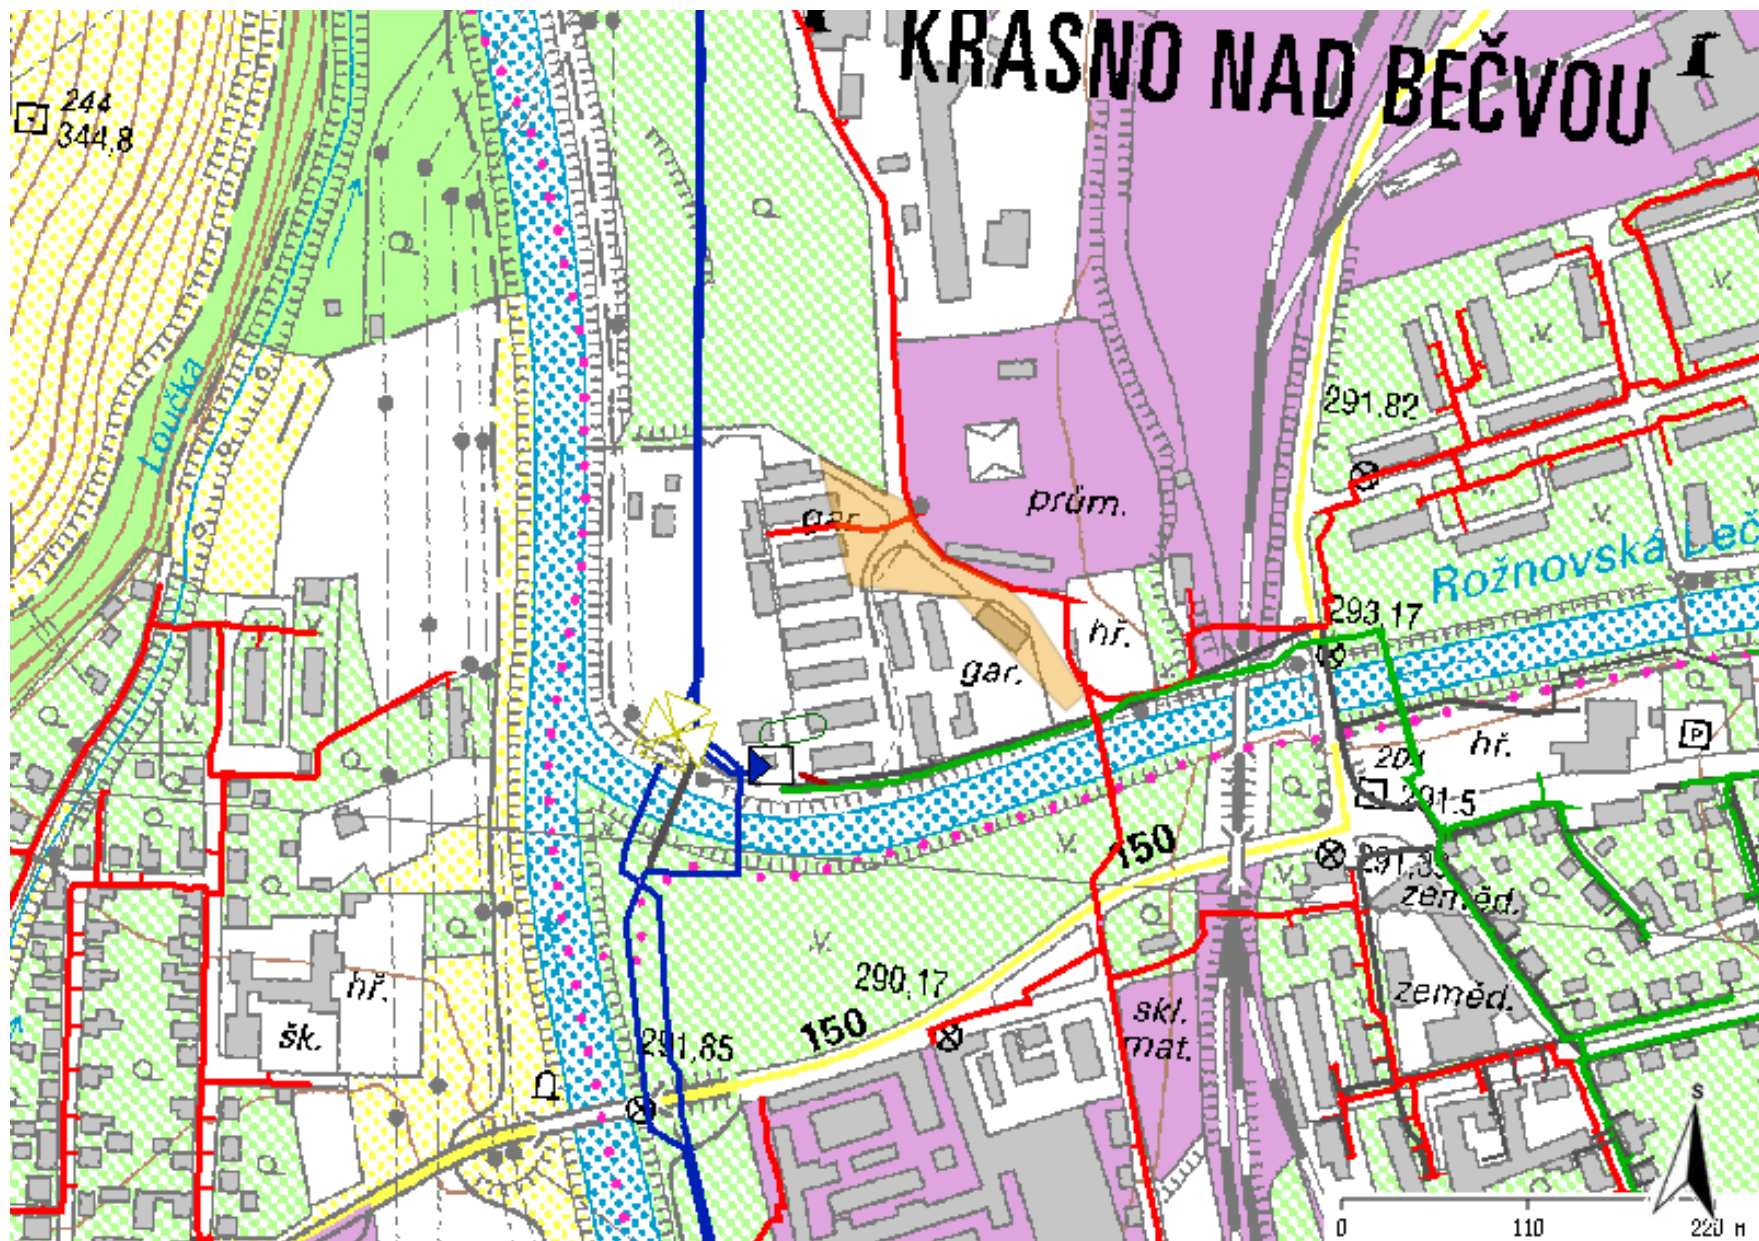 KRÁSNO NAD BEČVOU
244
344,8
Loučka
291,82
gar.
prům.
Rožnovská Beč
293,17
hř.
gar.
hř.
P
291,5
150
zeměd.
290,17
zeměd.
hř.
150
skl.
mat.
šk.
291,85
S
0 110 220 M